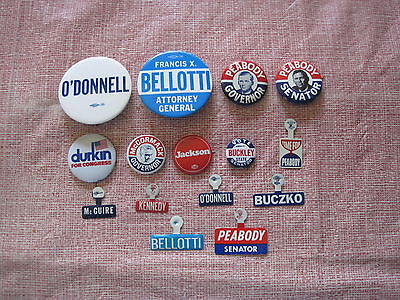 O'DONNELL
FRANCIS X.
BELLOTTI
ATTORNEY
GENERAL
PEABODY
GOVERNOR
PEABODY
SENATOR
durkin
FOR CONGRESS
McCORMACK
GOVERNOR
Jackson
BUCKLEY
PEABODY
McGUIRE
KENNEDY
O'DONNELL
BUCZKO
BELLOTTI
PEABODY
SENATOR